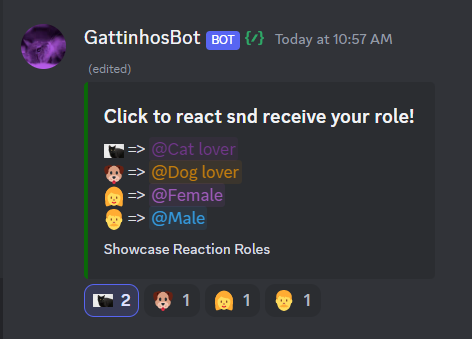 GattinhosBot BOT {/} Today at 10:57 AM
(edited)
Click to react snd receive your role!
=> @Cat lover
=> @Dog lover
=> @Female
=> @Male
Showcase Reaction Roles
2 1 1 1